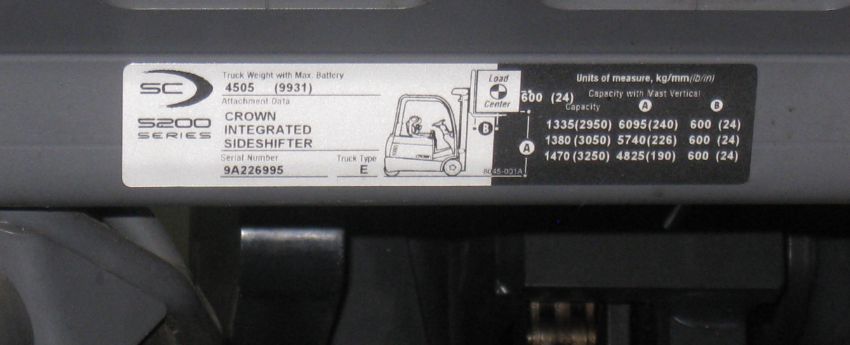 SC
5200
SERIES
Truck Weight with Max. Battery
4505 (9931)
Attachment Data
CROWN
INTEGRATED
SIDESHIFTER
Serial Number
9A226995
Truck Type
E
Load
Center
B
A
8045-001A
600 (24)
Units of measure, kg/mm(lb/in)
Capacity with Mast Vertical
Capacity A B
1335(2950) 6095(240) 600 (24)
1380(3050) 5740(226) 600 (24)
1470(3250) 4825(190) 600 (24)